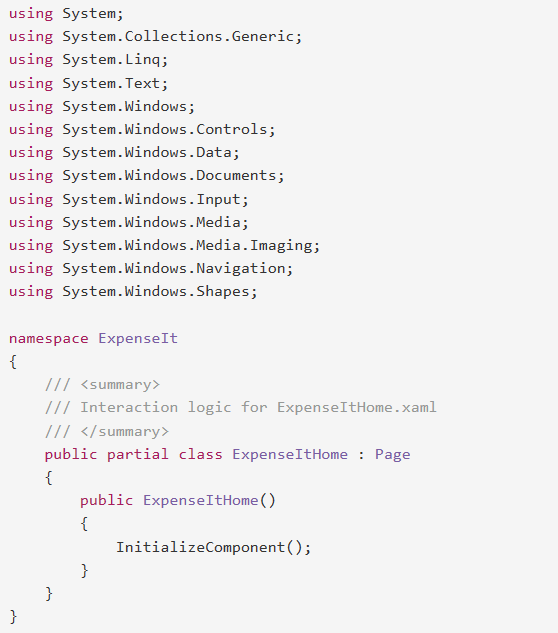 using System;
using System.Collections.Generic;
using System.Linq;
using System.Text;
using System.Windows;
using System.Windows.Controls;
using System.Windows.Data;
using System.Windows.Documents;
using System.Windows.Input;
using System.Windows.Media;
using System.Windows.Media.Imaging;
using System.Windows.Navigation;
using System.Windows.Shapes;

namespace ExpenseIt
{
    /// <summary>
    /// Interaction logic for ExpenseItHome.xaml
    /// </summary>
    public partial class ExpenseItHome : Page
    {
        public ExpenseItHome()
        {
            InitializeComponent();
        }
    }
}